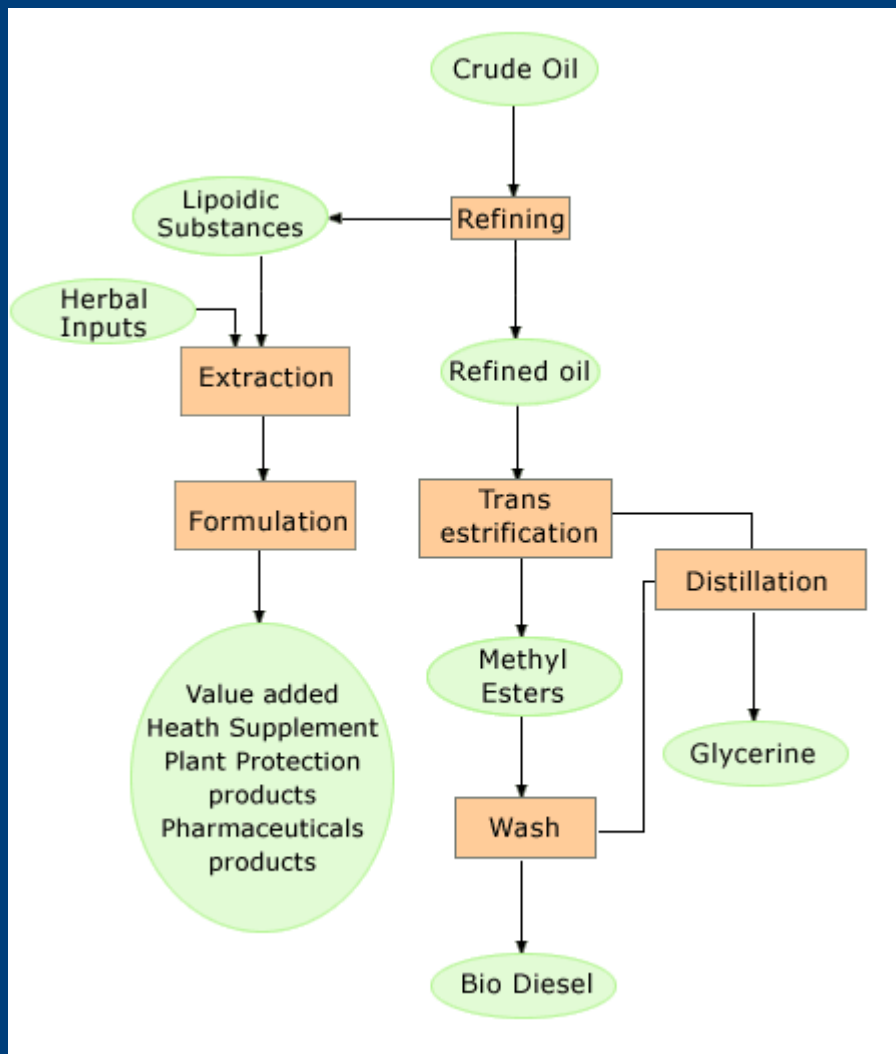 Crude Oil
Lipoidic
Substances
Refining
Herbal
Inputs
Extraction
Refined oil
Formulation
Trans
estrification
Distillation
Methyl
Esters
Value added
Heath Supplement
Plant Protection
products
Pharmaceuticals
products
Glycerine
Wash
Bio Diesel